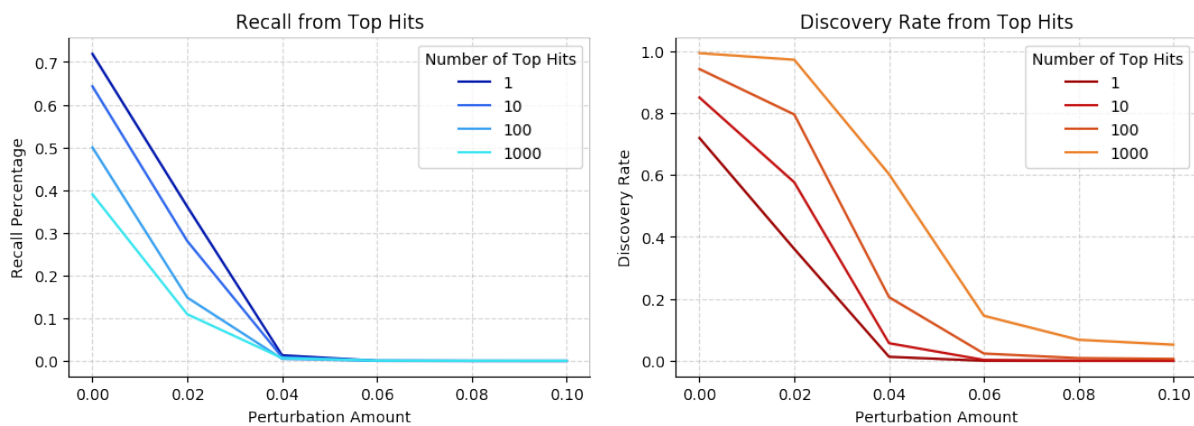 Recall from Top Hits
Recall Percentage
0.7
0.6
0.5
0.4
0.3
0.2
0.1
0.0
0.00 0.02 0.04 0.06 0.08 0.10
Perturbation Amount
Number of Top Hits
1
10
100
1000
Discovery Rate from Top Hits
Discovery Rate
1.0
0.8
0.6
0.4
0.2
0.0
0.00 0.02 0.04 0.06 0.08 0.10
Perturbation Amount
Number of Top Hits
1
10
100
1000